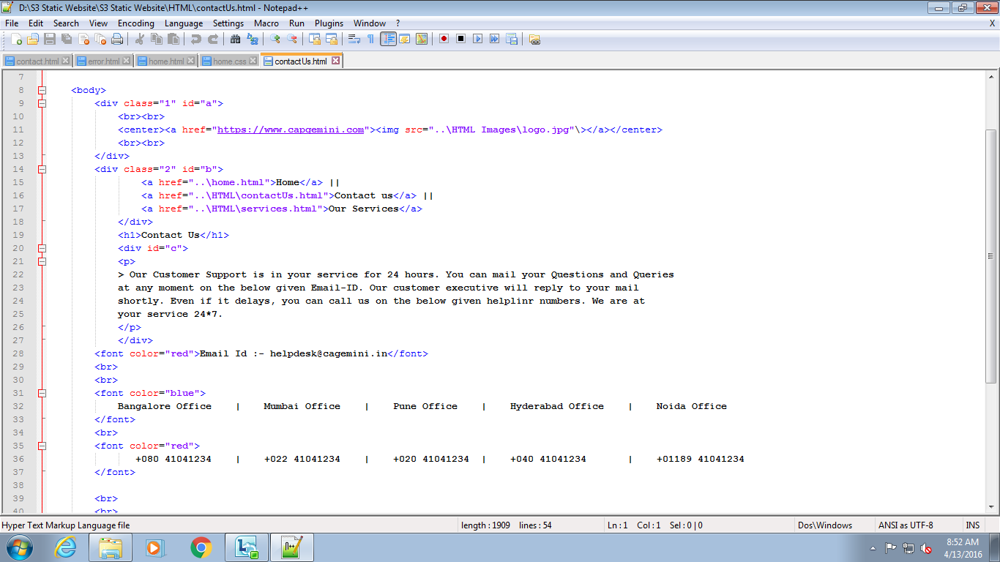 D:\S3 Static Website\S3 Static Website\HTML\contactUs.html - Notepad++
File Edit Search View Encoding Language Settings Macro Run Plugins Window ? X
contact.html error.html home.html home.css contactUs.html
7
8 <body>
9 <div class="1" id="a">
10 <br><br>
11 <center><a href="https://www.capgemini.com"><img src="..\HTML Images\logo.jpg"\></a></center>
12 <br><br>
13 </div>
14 <div class="2" id="b">
15 <a href="..\home.html">Home</a> ||
16 <a href="..\HTML\contactUs.html">Contact us</a> ||
17 <a href="..\HTML\services.html">Our Services</a>
18 </div>
19 <h1>Contact Us</h1>
20 <div id="c">
21 <p>
22 > Our Customer Support is in your service for 24 hours. You can mail your Questions and Queries
23 at any moment on the below given Email-ID. Our customer executive will reply to your mail
24 shortly. Even if it delays, you can call us on the below given helplinr numbers. We are at
25 your service 24*7.
26 </p>
27 </div>
28 <font color="red">Email Id :- helpdesk@cagemini.in</font>
29 <br>
30 <br>
31 <font color="blue">
32 Bangalore Office | Mumbai Office | Pune Office | Hyderabad Office | Noida Office
33 </font>
34 <br>
35 <font color="red">
36 +080 41041234 | +022 41041234 | +020 41041234 | +040 41041234 | +01189 41041234
37 </font>
38
39 <br>
40 <br>
Hyper Text Markup Language file length : 1909 lines : 54 Ln : 1 Col : 1 Sel : 0 | 0 Dos\Windows ANSI as UTF-8 INS
8:52 AM
4/13/2016